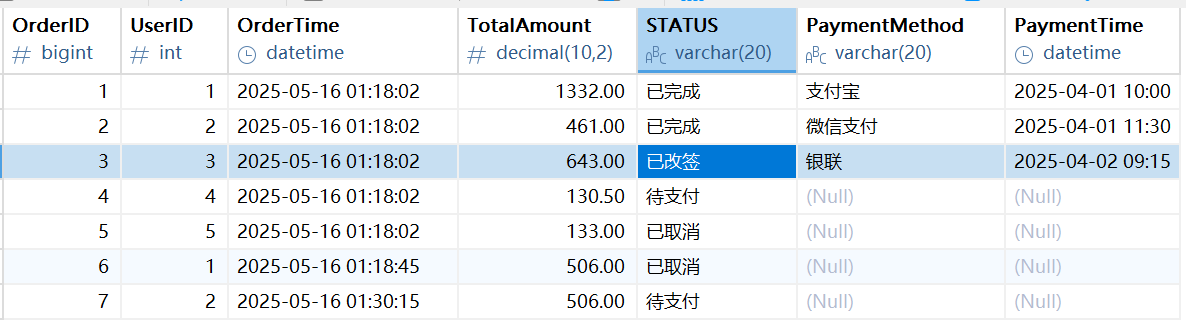 OrderID UserID OrderTime TotalAmount STATUS PaymentMethod PaymentTime
# bigint # int datetime # decimal(10,2) ABC varchar(20) ABC varchar(20) datetime
1 1 2025-05-16 01:18:02 1332.00 已完成 支付宝 2025-04-01 10:00
2 2 2025-05-16 01:18:02 461.00 已完成 微信支付 2025-04-01 11:30
3 3 2025-05-16 01:18:02 643.00 已改签 银联 2025-04-02 09:15
4 4 2025-05-16 01:18:02 130.50 待支付 (Null) (Null)
5 5 2025-05-16 01:18:02 133.00 已取消 (Null) (Null)
6 1 2025-05-16 01:18:45 506.00 已取消 (Null) (Null)
7 2 2025-05-16 01:30:15 506.00 待支付 (Null) (Null)